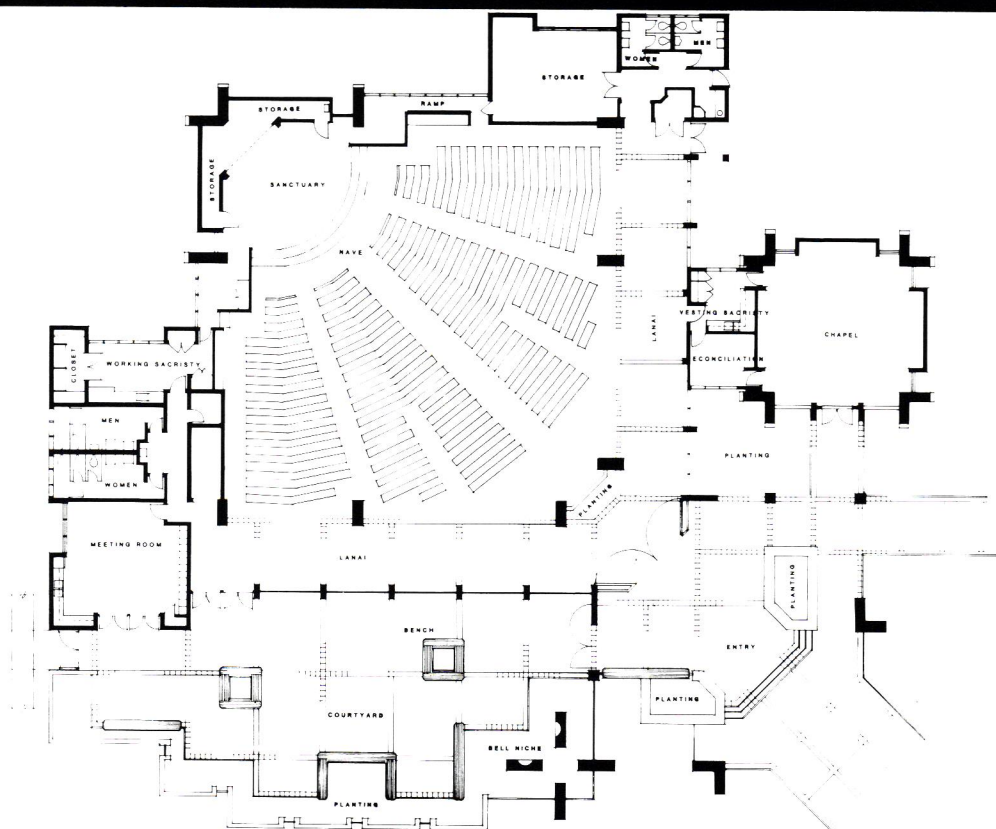 WOMEN
MEN
STORAGE
STORAGE
RAMP
STORAGE
SANCTUARY
NAVE
LANAI
VESTING SACRISTY
CHAPEL
ECONCILIATION
CLOSET
WORKING SACRISTY
MEN
WOMEN
PLANTING
PLANTING
MEETING ROOM
LANAI
PLANTING
BENCH
ENTRY
PLANTING
COURTYARD
BELL NICHE
PLANTING